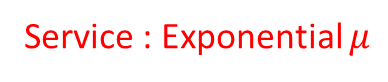 Service : Exponential μ